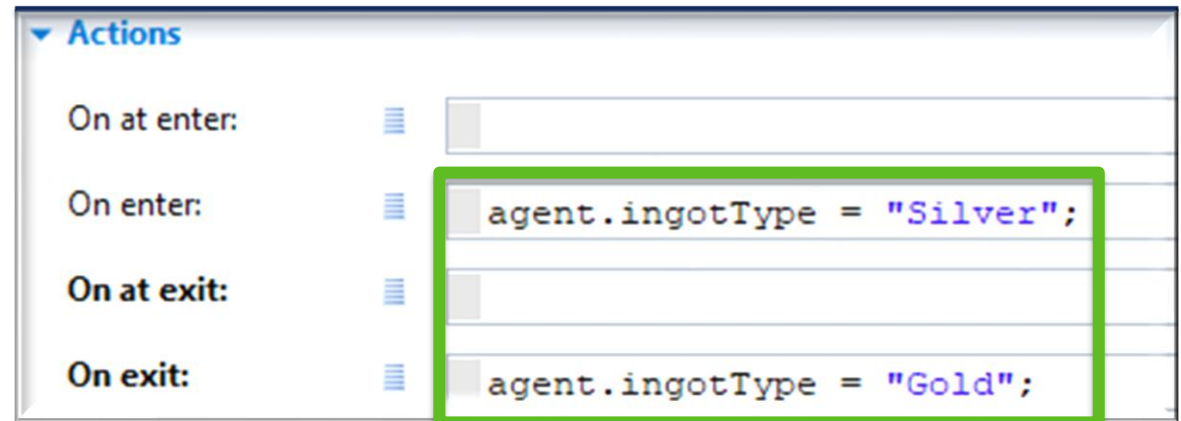 Actions
On at enter:
On enter: agent.ingotType = "Silver";
On at exit:
On exit: agent.ingotType = "Gold";